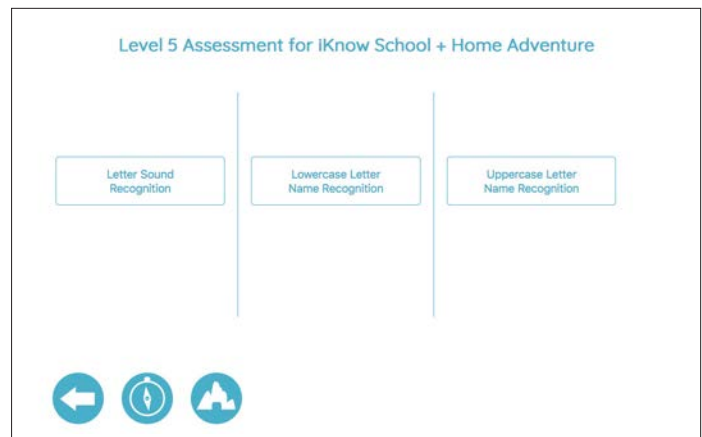 Level 5 Assessment for iKnow School + Home Adventure
Letter Sound
Recognition
Lowercase Letter
Name Recognition
Uppercase Letter
Name Recognition